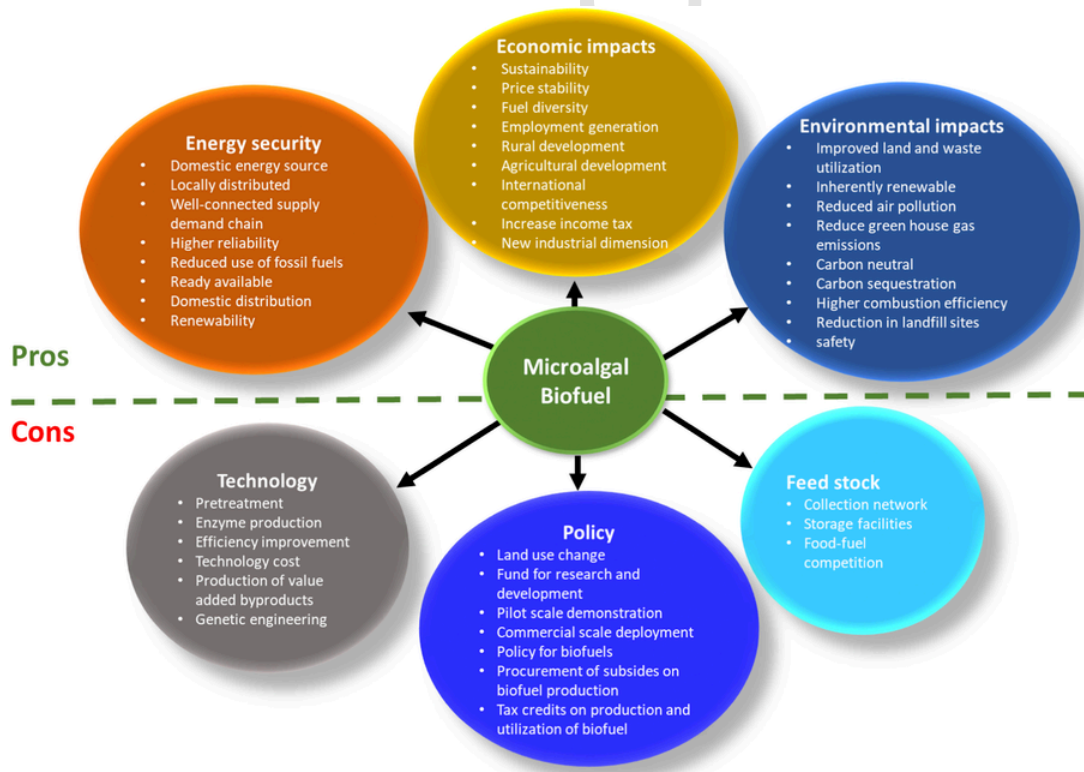 Economic impacts
• Sustainability
• Price stability
• Fuel diversity
• Employment generation
• Rural development
• Agricultural development
• International
competitiveness
• Increase income tax
• New industrial dimension
Energy security
• Domestic energy source
• Locally distributed
• Well-connected supply
demand chain
• Higher reliability
• Reduced use of fossil fuels
• Ready available
• Domestic distribution
• Renewability
Environmental impacts
• Improved land and waste
utilization
• Inherently renewable
• Reduced air pollution
• Reduce green house gas
emissions
• Carbon neutral
• Carbon sequestration
• Higher combustion efficiency
• Reduction in landfill sites
• safety
Pros
Microalgal
Biofuel
Cons
Technology
• Pretreatment
• Enzyme production
• Efficiency improvement
• Technology cost
• Production of value
added byproducts
• Genetic engineering
Policy
• Land use change
• Fund for research and
development
• Pilot scale demonstration
• Commercial scale deployment
• Policy for biofuels
• Procurement of subsides on
biofuel production
• Tax credits on production and
utilization of biofuel
Feed stock
• Collection network
• Storage facilities
• Food-fuel
competition